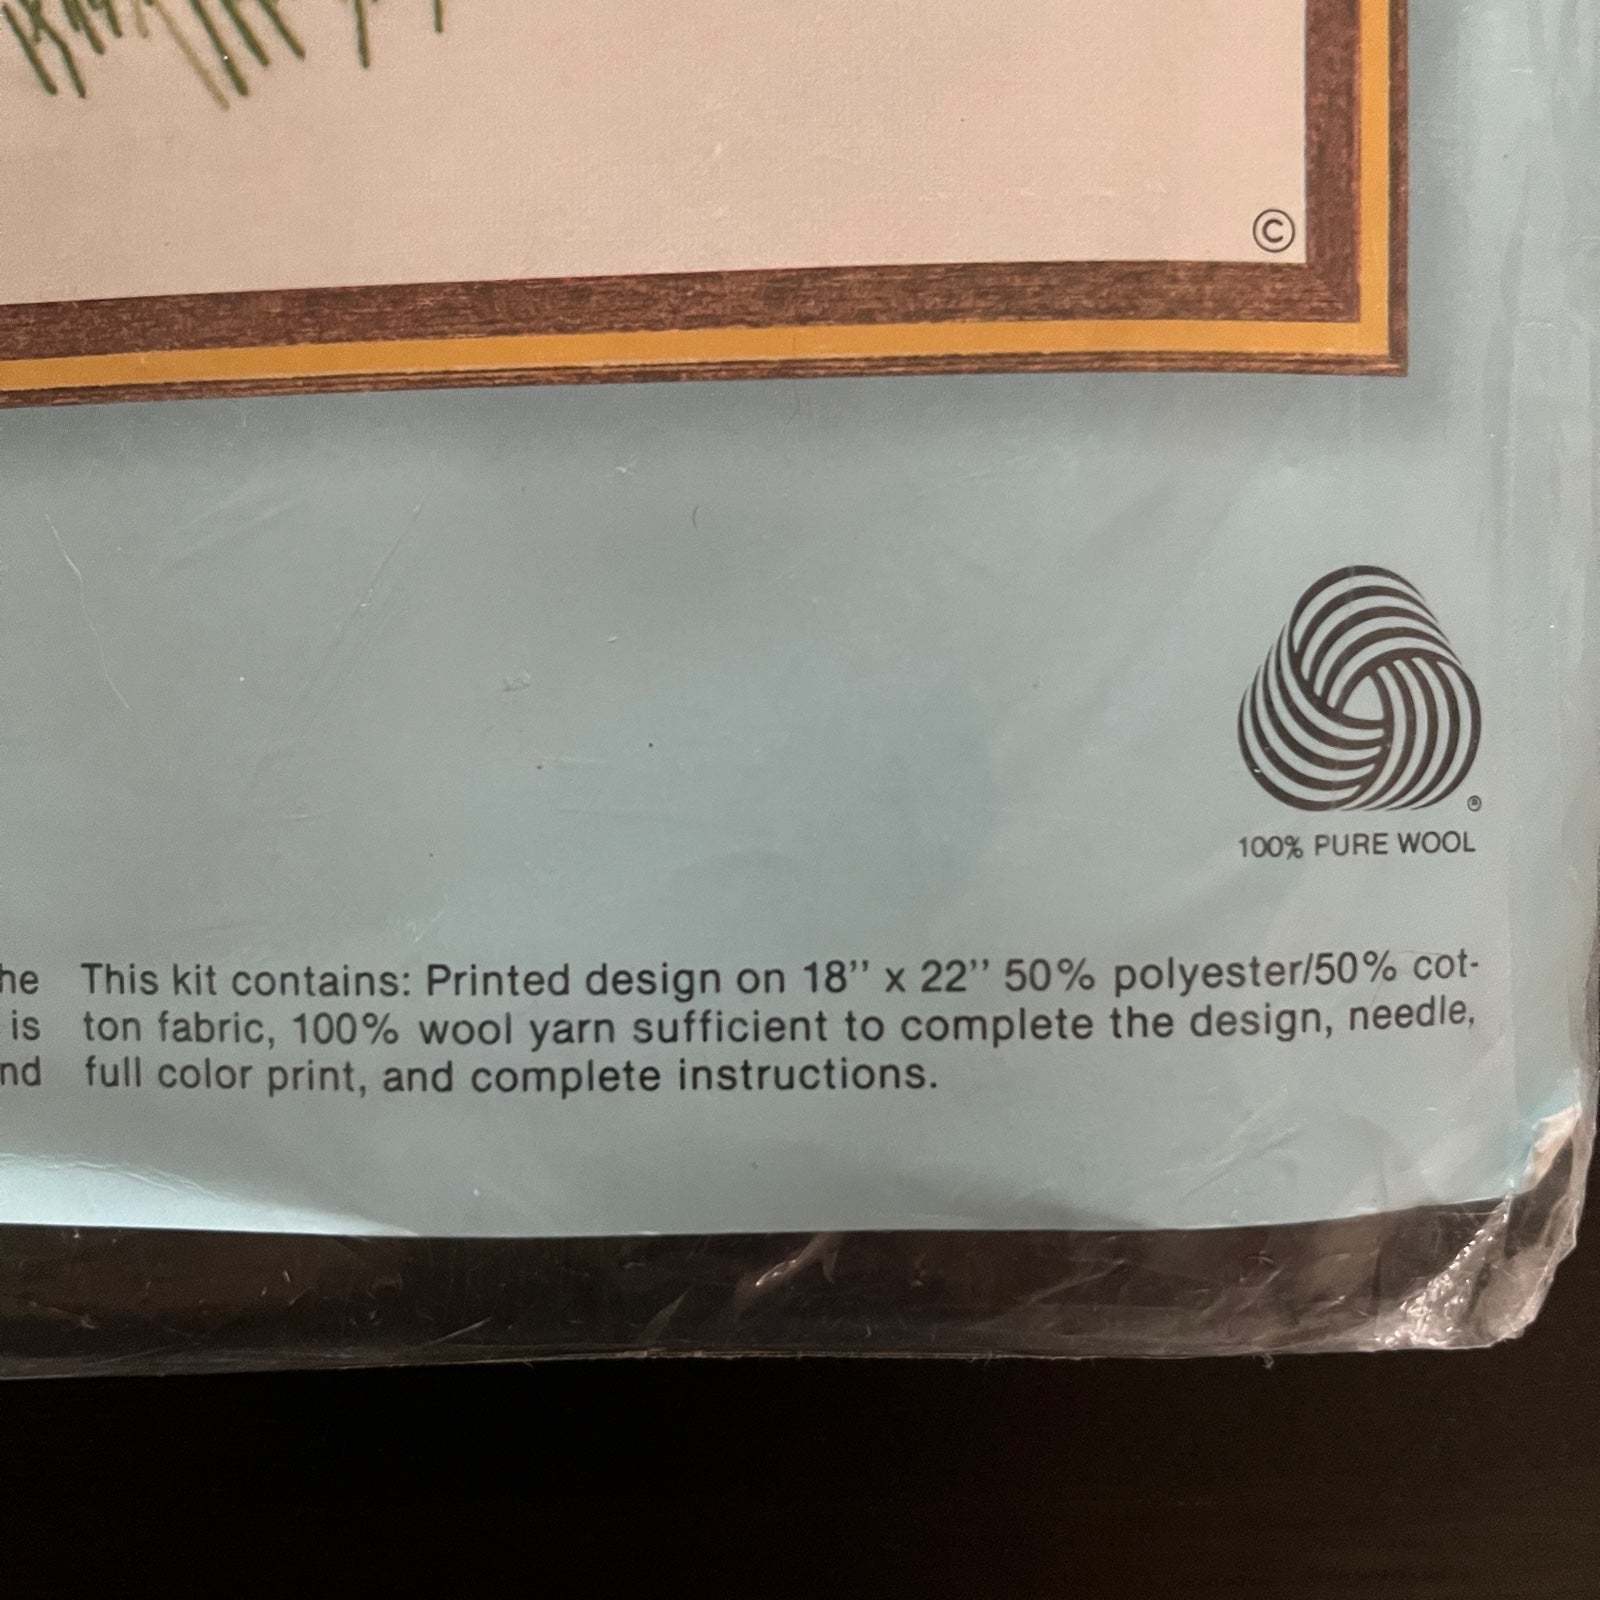 ©
®
100% PURE WOOL
he
is
nd
This kit contains: Printed design on 18’’ x 22’’ 50% polyester/50% cot-
ton fabric, 100% wool yarn sufficient to complete the design, needle,
full color print, and complete instructions.